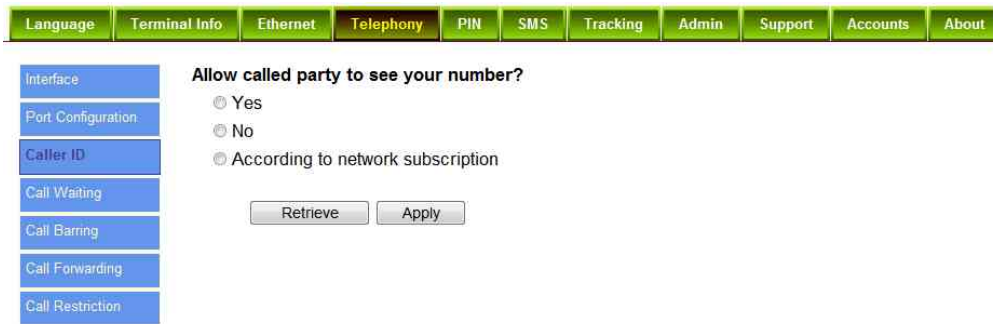 Language Terminal Info Ethernet Telephony PIN SMS Tracking Admin Support Accounts About
Interface
Port Configuration
Caller ID
Call Waiting
Call Barring
Call Forwarding
Call Restriction
Allow called party to see your number?
Yes
No
According to network subscription
Retrieve Apply